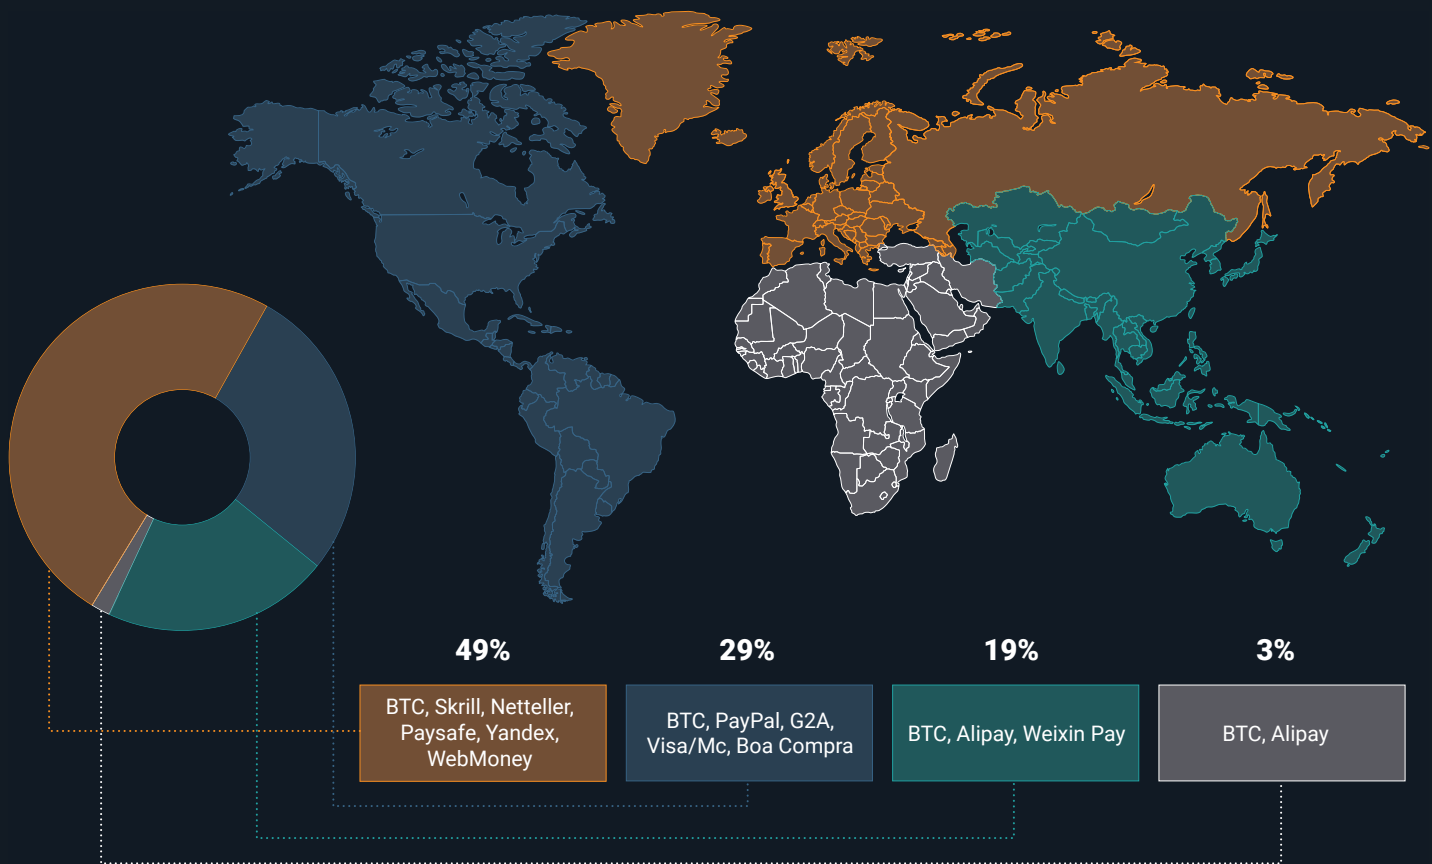 49%
29%
19%
3%
BTC, Skrill, Netteller,
Paysafe, Yandex,
WebMoney
BTC, PayPal, G2A,
Visa/Mc, Boa Compra
BTC, Alipay, Weixin Pay
BTC, Alipay